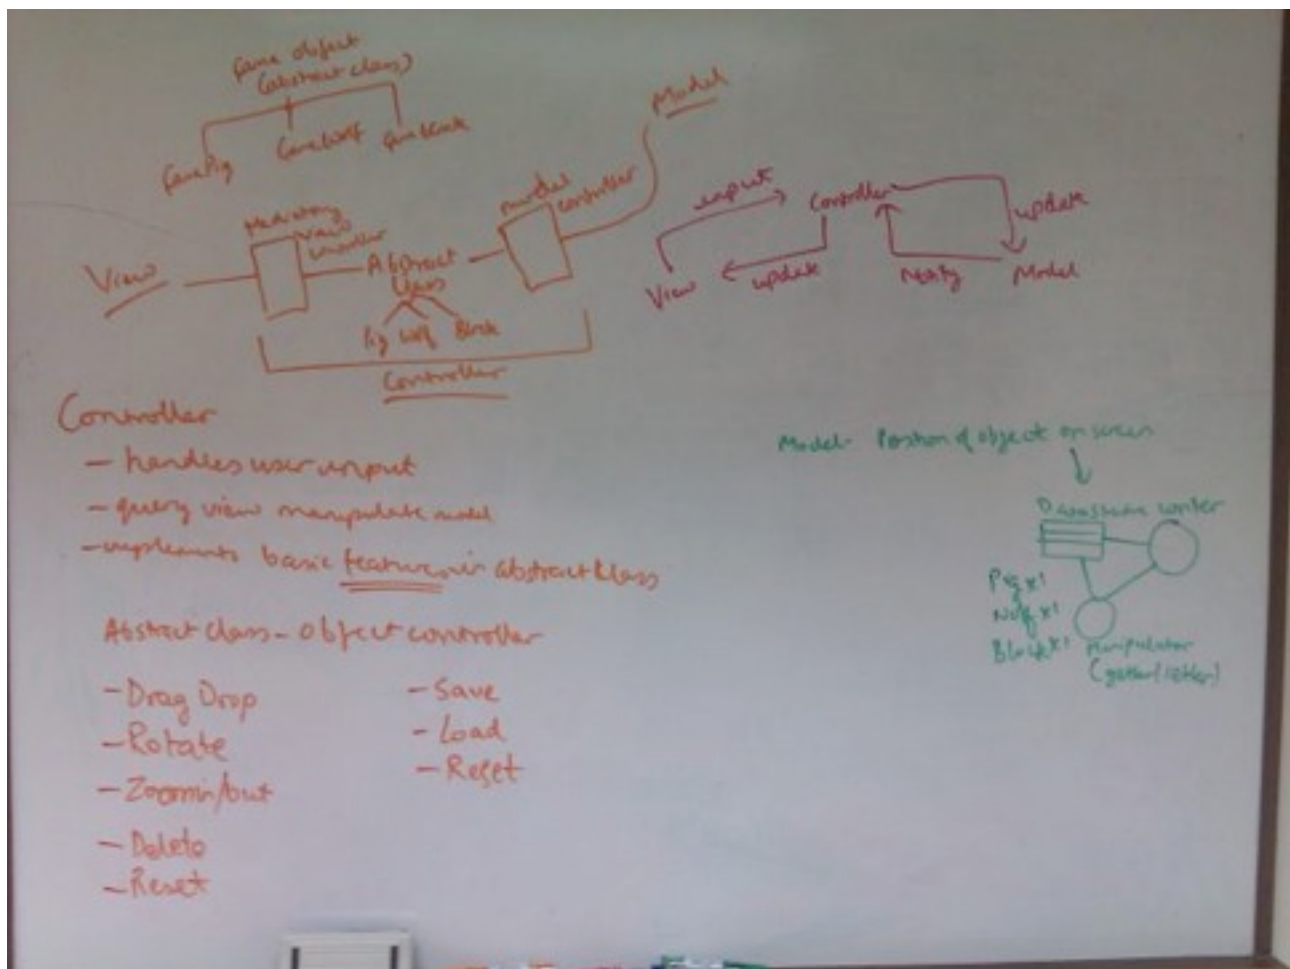 Game object
(abstract class)
GamePig
GameWolf
GameBlock
Model
Mediating
view
controller
model
controller
View
Abstract
Class
Pig Wolf Block
Controller
input
Controller
update
View
update
Notify
Model
Controller
- handles user input
- query view manipulate model
- implements basic features in abstract class
Abstract class - Object controller
- Drag Drop
- Rotate
- Zoom in/out
- Delete
- Reset
- Save
- Load
- Reset
Model - Position of object on screen
Pig x1
Wolf x1
Block x1
Manipulator
(getter/setter)